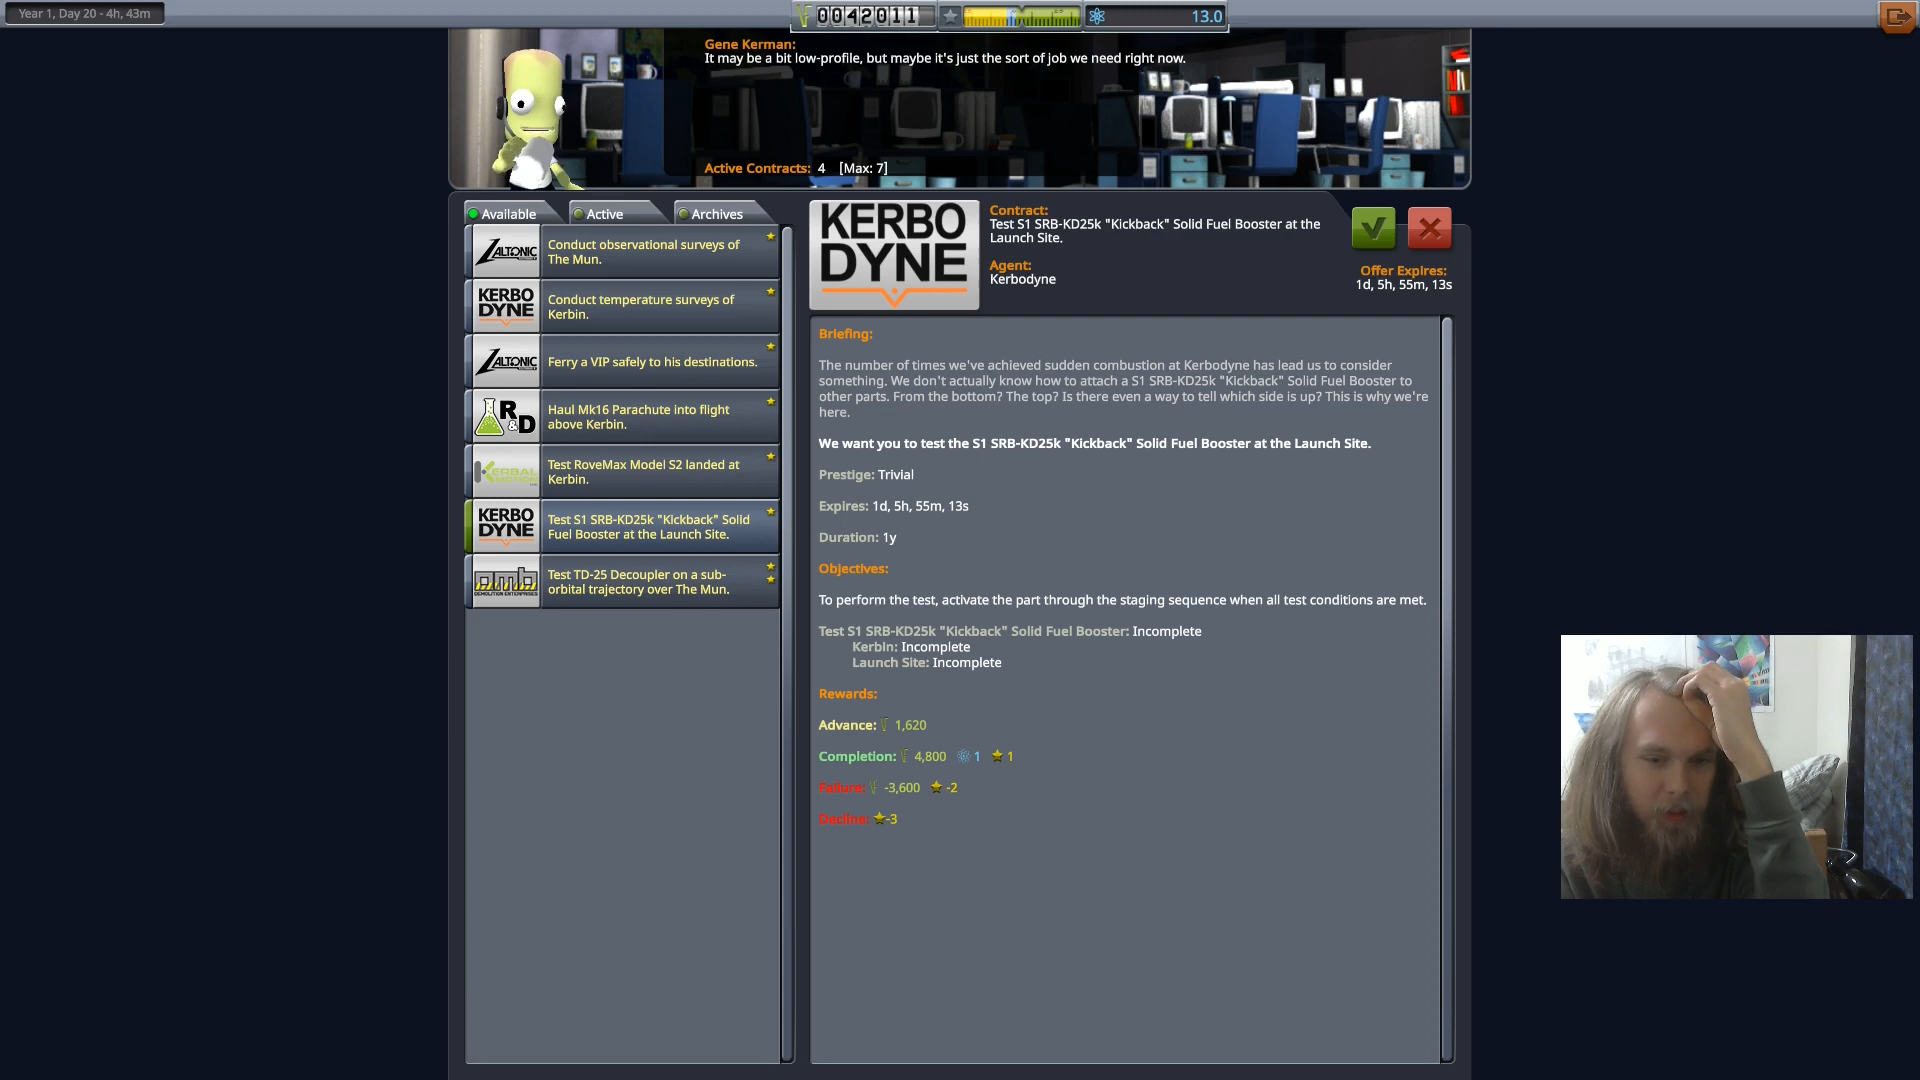 Year 1, Day 20 - 4h, 43m
0042011
13.0
Gene Kerman:
It may be a bit low-profile, but maybe it's just the sort of job we need right now.
Active Contracts: 4 [Max: 7]
Available
Active
Archives
ZALTONIC
Conduct observational surveys of
The Mun.
KERBO
DYNE
Conduct temperature surveys of
Kerbin.
ZALTONIC
Ferry a VIP safely to his destinations.
R
&D
Haul Mk16 Parachute into flight
above Kerbin.
KERBAL
MOTION
Test RoveMax Model S2 landed at
Kerbin.
KERBO
DYNE
Test S1 SRB-KD25k "Kickback" Solid
Fuel Booster at the Launch Site.
OMB
DEMOLITION ENTERPRISES
Test TD-25 Decoupler on a sub-
orbital trajectory over The Mun.
KERBO
DYNE
Contract:
Test S1 SRB-KD25k "Kickback" Solid Fuel Booster at the
Launch Site.
Agent:
Kerbodyne
Offer Expires:
1d, 5h, 55m, 13s
Briefing:
The number of times we've achieved sudden combustion at Kerbodyne has lead us to consider
something. We don't actually know how to attach a S1 SRB-KD25k "Kickback" Solid Fuel Booster to
other parts. From the bottom? The top? Is there even a way to tell which side is up? This is why we're
here.
We want you to test the S1 SRB-KD25k "Kickback" Solid Fuel Booster at the Launch Site.
Prestige: Trivial
Expires: 1d, 5h, 55m, 13s
Duration: 1y
Objectives:
To perform the test, activate the part through the staging sequence when all test conditions are met.
Test S1 SRB-KD25k "Kickback" Solid Fuel Booster: Incomplete
Kerbin: Incomplete
Launch Site: Incomplete
Rewards:
Advance: 1,620
Completion: 4,800 1 1
Failure: -3,600 -2
Decline: -3